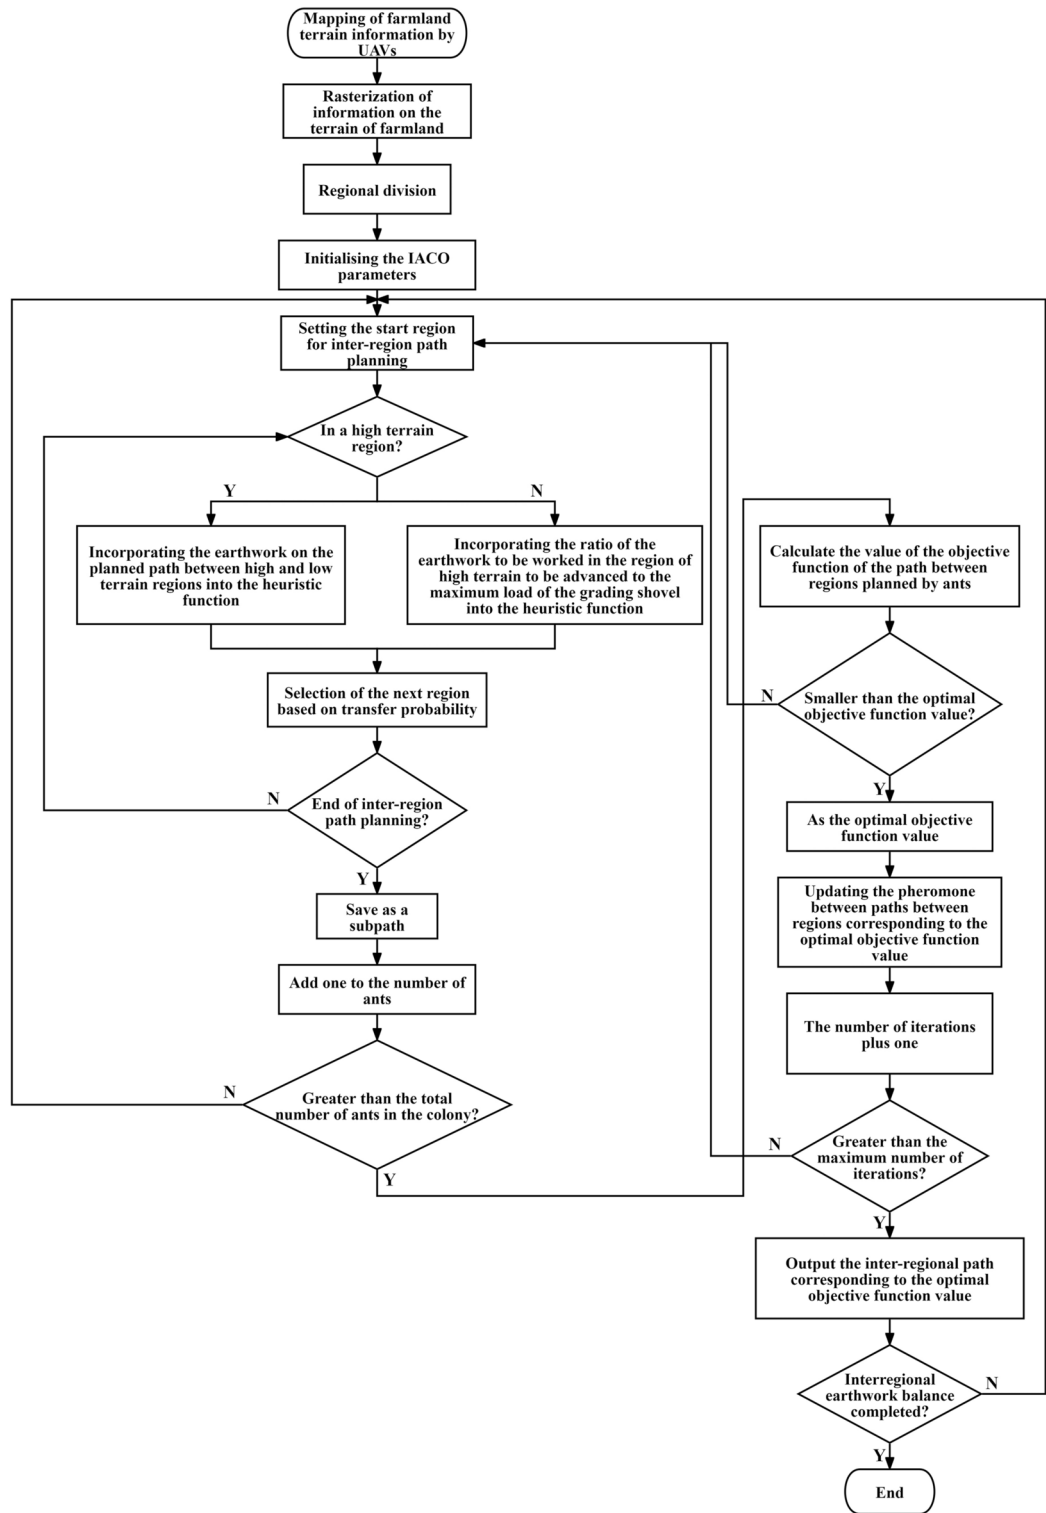 Mapping of farmland
terrain information by
UAVs
Rasterization of
information on the
terrain of farmland
Regional division
Initialising the IACO
parameters
Setting the start region
for inter-region path
planning
In a high terrain
region?
Y
N
Incorporating the earthwork on the
planned path between high and low
terrain regions into the heuristic
function
Incorporating the ratio of the
earthwork to be worked in the region of
high terrain to be advanced to the
maximum load of the grading shovel
into the heuristic function
Selection of the next region
based on transfer probability
N
End of inter-region
path planning?
Y
Save as a
subpath
Add one to the number of
ants
N
Greater than the total
number of ants in the colony?
Y
Calculate the value of the objective
function of the path between
regions planned by ants
N
Smaller than the optimal
objective function value?
Y
As the optimal objective
function value
Updating the pheromone
between paths between
regions corresponding to the
optimal objective function
value
The number of iterations
plus one
N
Greater than the
maximum number of
iterations?
Y
Output the inter-regional path
corresponding to the optimal
objective function value
Interregional
earthwork balance
completed?
N
Y
End